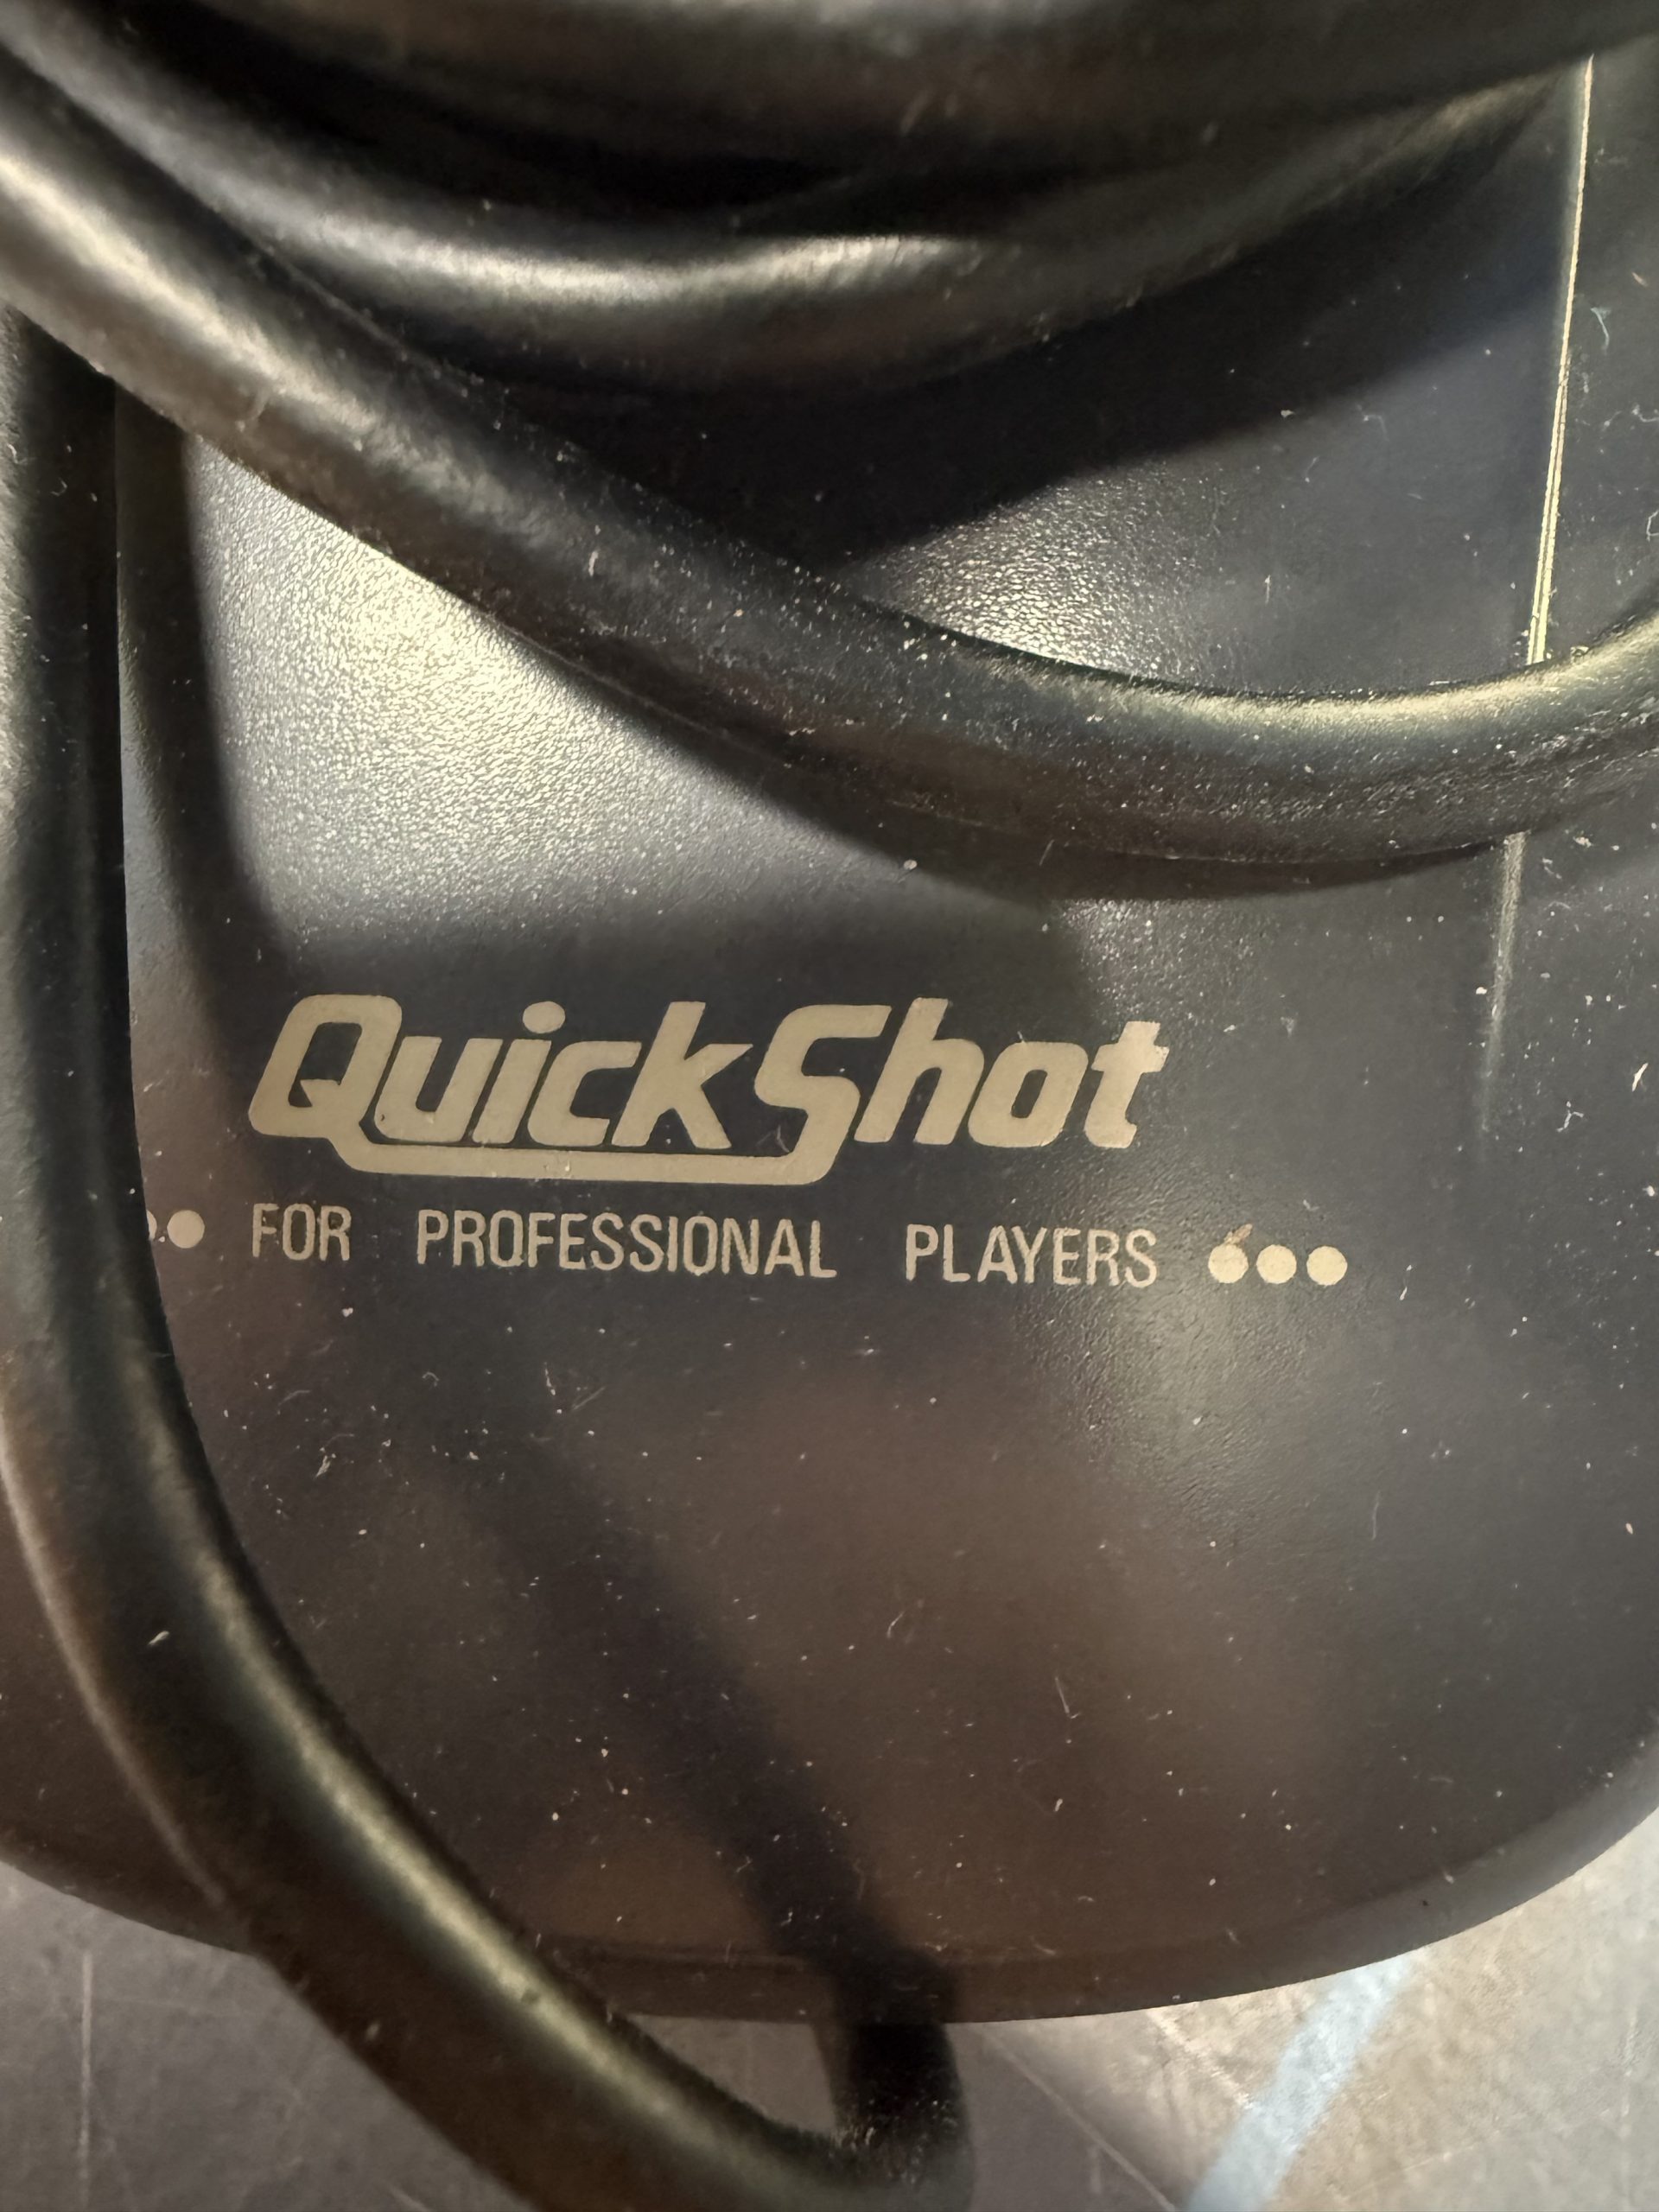 QuickShot
●● FOR PROFESSIONAL PLAYERS ●●●